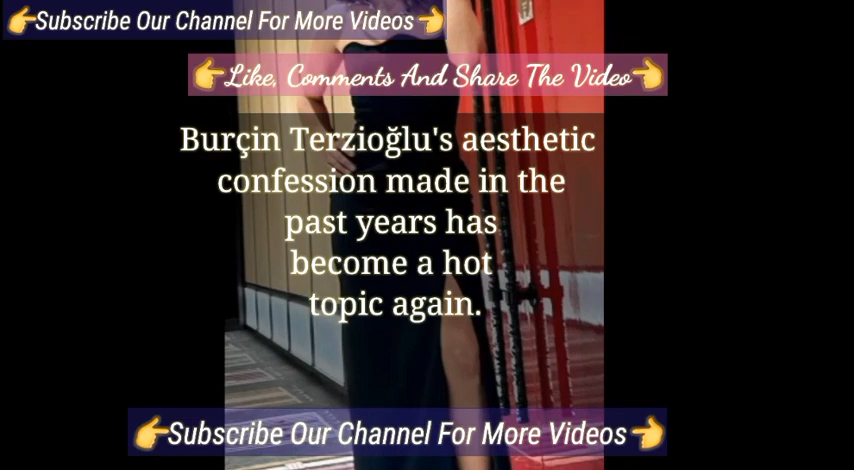 👉Subscribe Our Channel For More Videos👈
👉Like, Comments And Share The Video👈
Burçin Terzioğlu's aesthetic
confession made in the
past years has
become a hot
topic again.
👉Subscribe Our Channel For More Videos👈